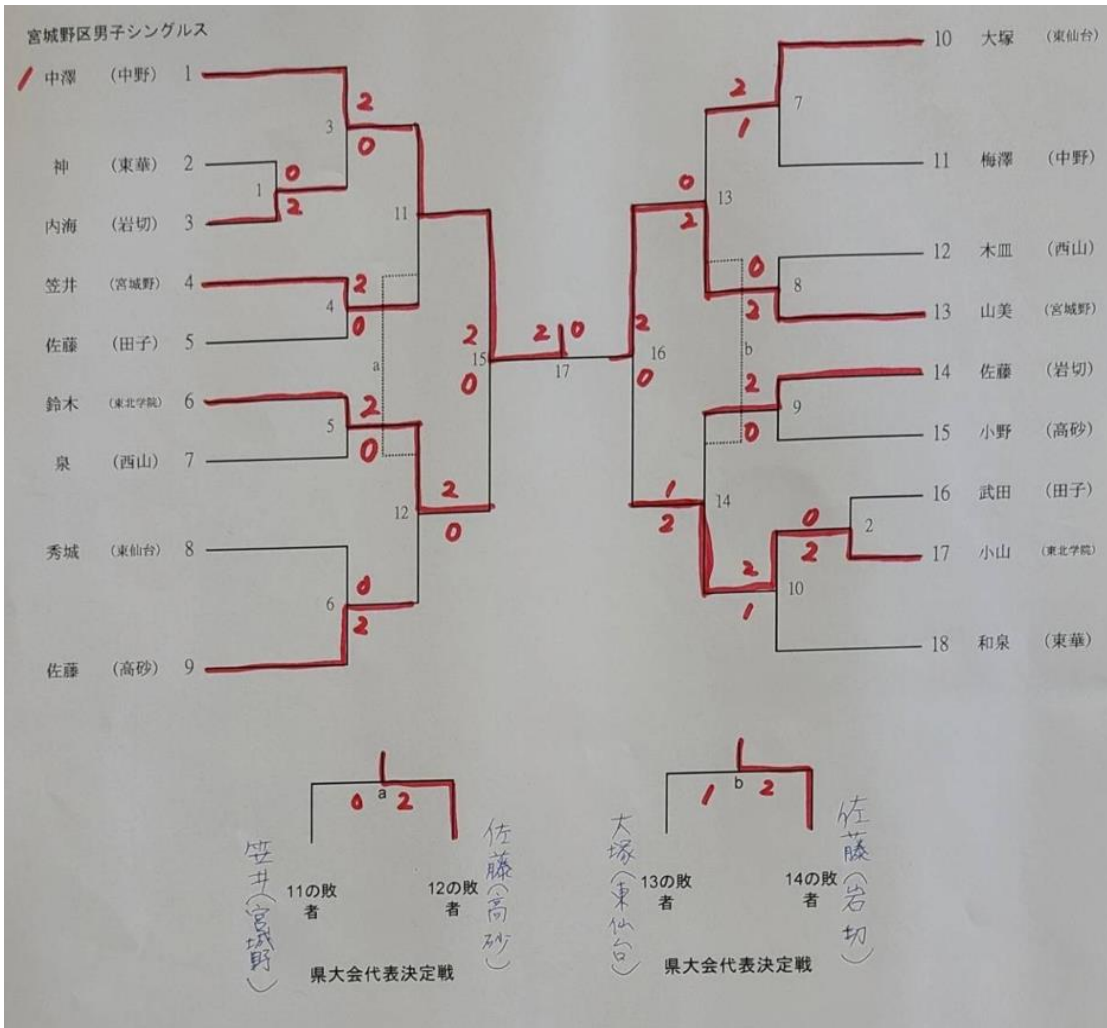 宮城野区男子シングルス
1 中澤 (中野) 1
神 (東華) 2
内海 (岩切) 3
笠井 (宮城野) 4
佐藤 (田子) 5
鈴木 (東北学院) 6
泉 (西山) 7
秀城 (東仙台) 8
佐藤 (高砂) 9
3
2
0
1
0
2
11
4
2
0
a
5
2
0
12
2
0
6
0
2
15
2
0
2 0
17
2
0
16
0
2
13
2
1
7
0
2
8
b
2
0
9
1
2
14
0
2
2
2
1
10
10 大塚 (東仙台)
11 梅澤 (中野)
12 木皿 (西山)
13 山美 (宮城野)
14 佐藤 (岩切)
15 小野 (高砂)
16 武田 (田子)
17 小山 (東北学院)
18 和泉 (東華)
0 a 2
笠井(宮城野)
11の敗
者
12の敗
者
佐藤(高砂)
県大会代表決定戦
1 b 2
大塚(東仙台)
13の敗
者
14の敗
者
佐藤(岩切)
県大会代表決定戦